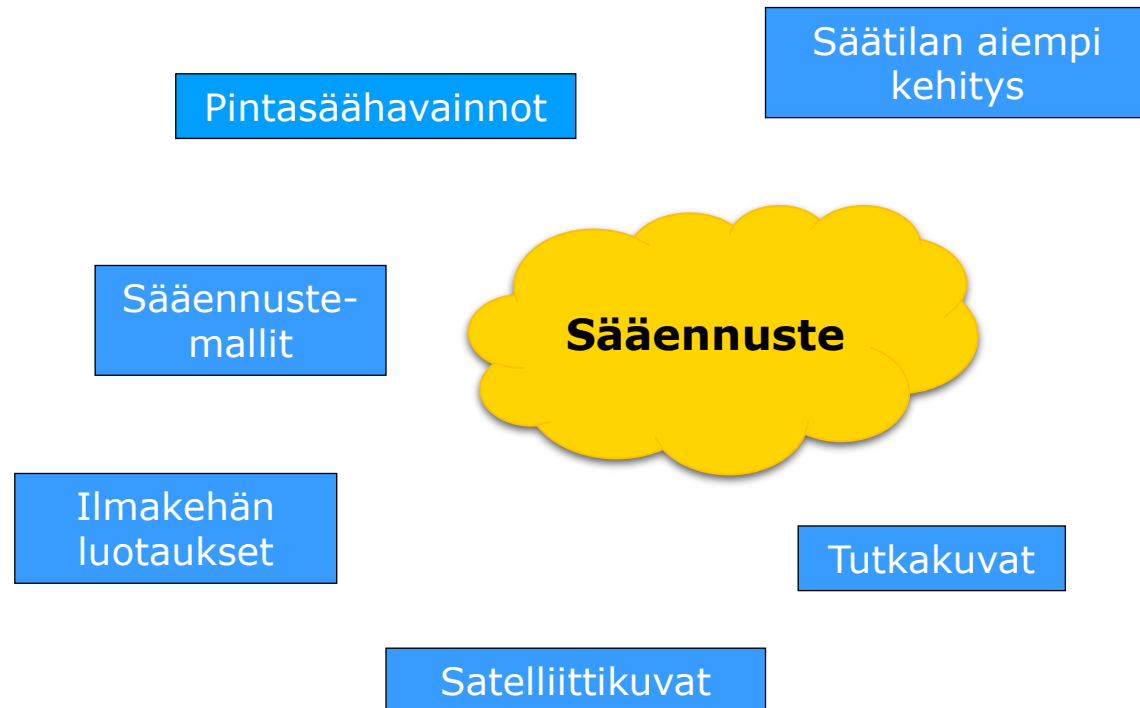 Säätilan aiempi
kehitys
Pintasäähavainnot
Sääennuste-
mallit
Sääennuste
Ilmakehän
luotaukset
Tutkakuvat
Satelliittikuvat